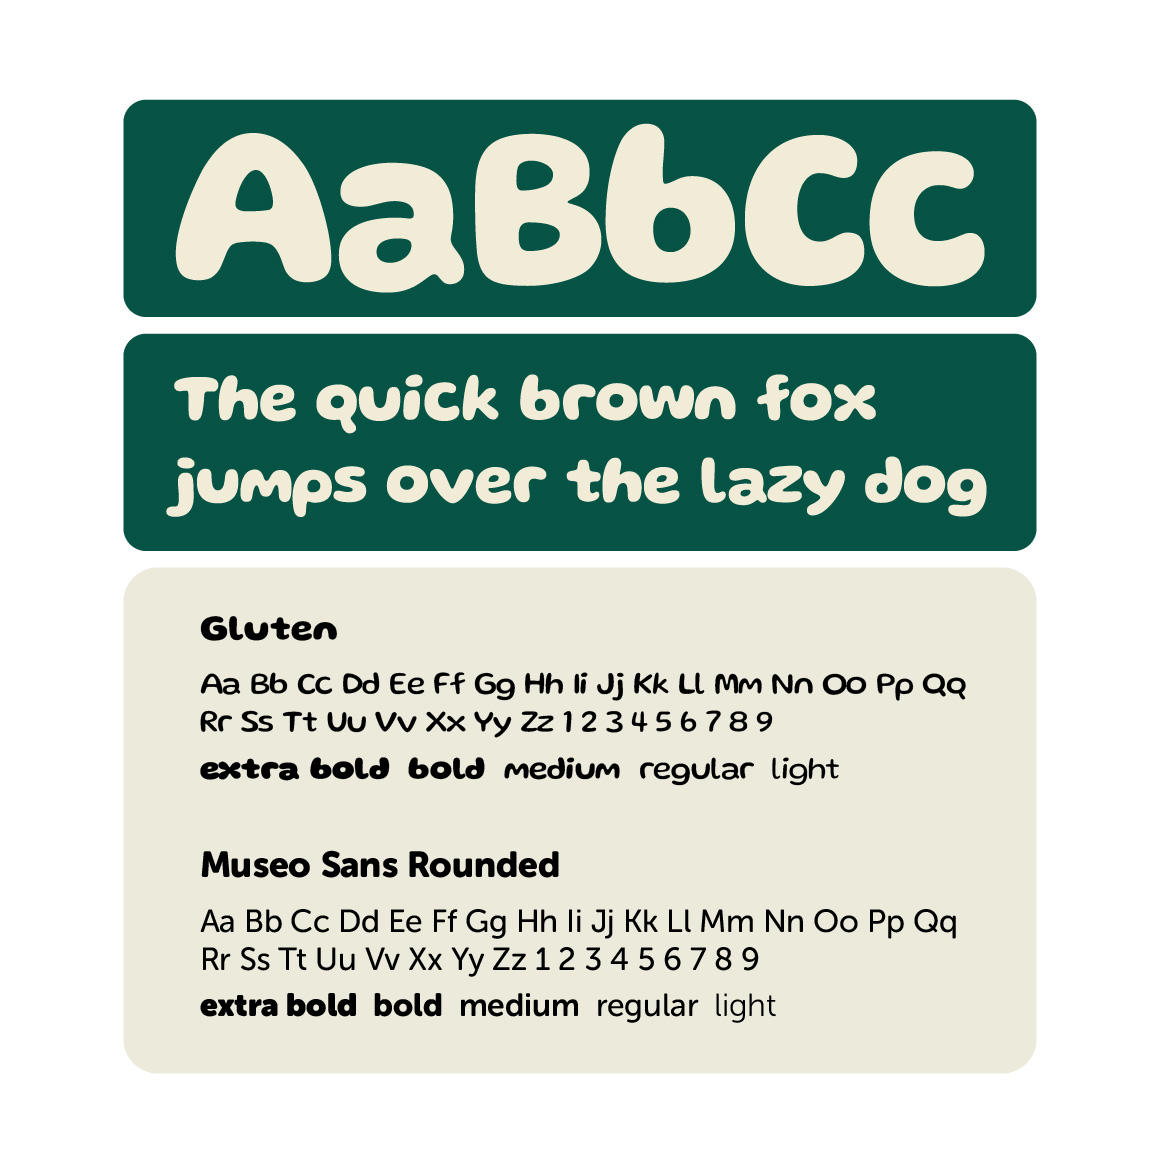 AaBbCc
The quick brown fox
jumps over the lazy dog
Gluten
Aa Bb Cc Dd Ee Ff Gg Hh Ii Jj Kk Ll Mm Nn Oo Pp Qq
Rr Ss Tt Uu Vv Xx Yy Zz 1 2 3 4 5 6 7 8 9
extra bold bold medium regular light
Museo Sans Rounded
Aa Bb Cc Dd Ee Ff Gg Hh Ii Jj Kk Ll Mm Nn Oo Pp Qq
Rr Ss Tt Uu Vv Xx Yy Zz 1 2 3 4 5 6 7 8 9
extra bold bold medium regular light